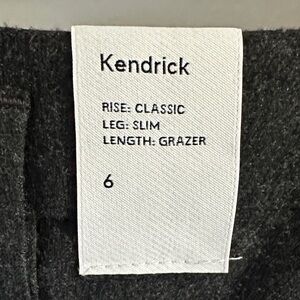 Kendrick
RISE: CLASSIC
LEG: SLIM
LENGTH: GRAZER
6